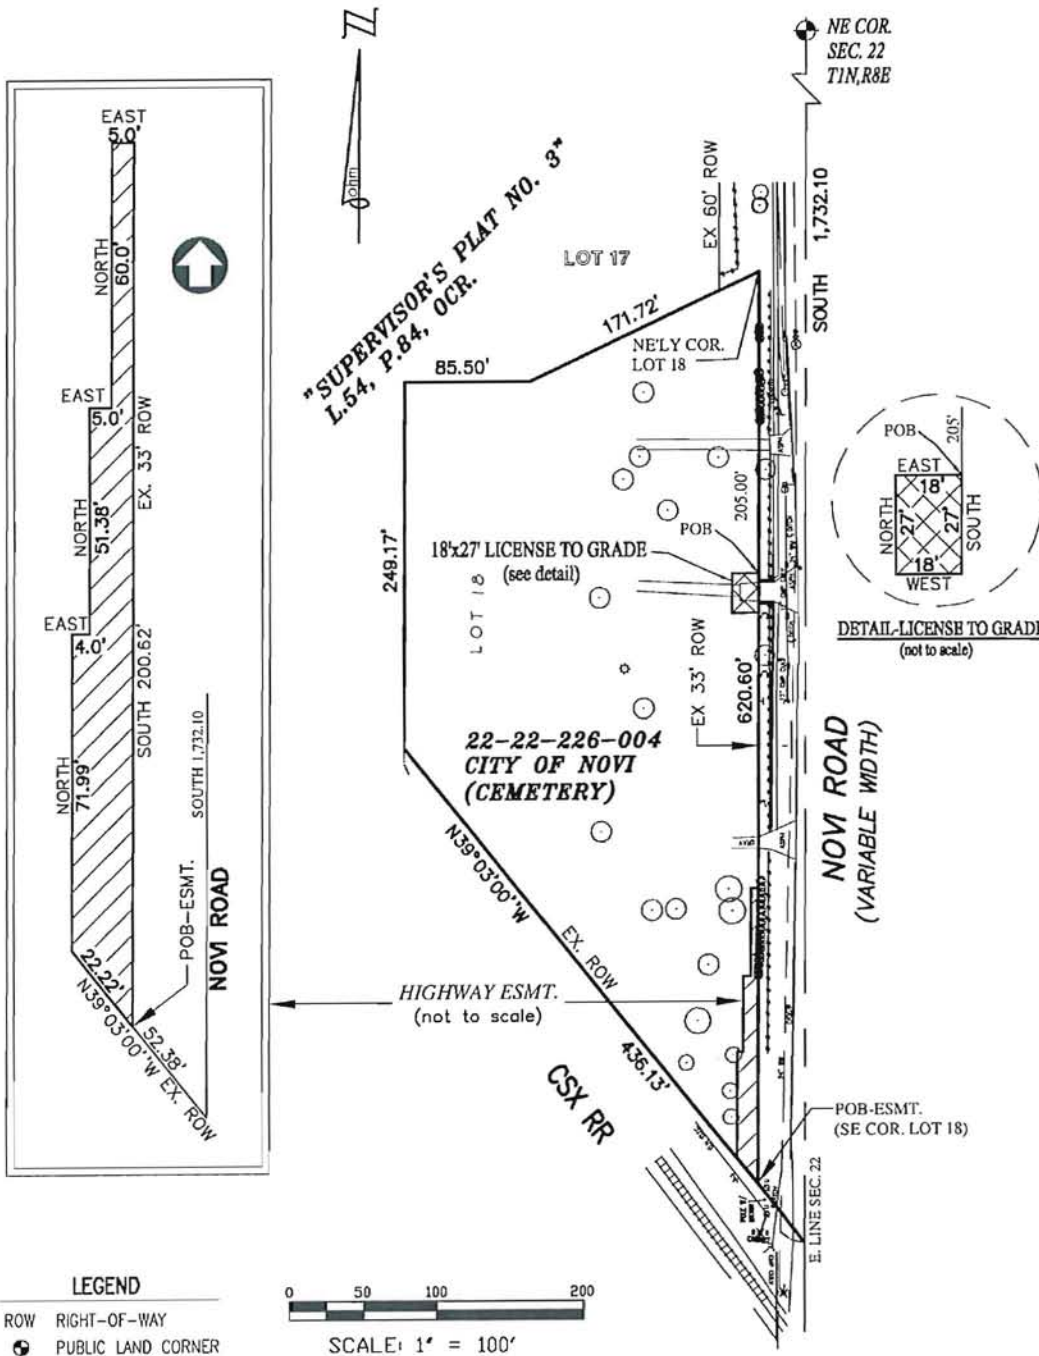 NE COR.
SEC. 22
T1N,R8E
Z
ohm
EAST
5.0'
NORTH
60.0'
EAST
5.0'
EX. 33' ROW
NORTH
51.38'
EAST
4.0'
SOUTH 200.62'
NORTH
71.99'
SOUTH 1,732.10
POB-ESMT.
NOVI ROAD
22.22'
N39°03'00"W EX. ROW
52.38'
"SUPERVISOR'S PLAT NO. 3"
L.54, P.84, OCR.
LOT 17
EX 60' ROW
SOUTH 1,732.10
171.72'
85.50'
NE'LY COR.
LOT 18
205.00'
POB
18'x27' LICENSE TO GRADE
(see detail)
249.17'
LOT 18
EX 33' ROW
620.60'
22-22-226-004
CITY OF NOVI
(CEMETERY)
N39°03'00"W
EX. ROW
436.13'
HIGHWAY ESMT.
(not to scale)
CSX RR
POB
205'
EAST
18'
NORTH
27'
27'
SOUTH
18'
WEST
DETAIL-LICENSE TO GRADE
(not to scale)
NOVI ROAD
(VARIABLE WIDTH)
POB-ESMT.
(SE COR. LOT 18)
E. LINE SEC. 22
LEGEND
ROW RIGHT-OF-WAY
PUBLIC LAND CORNER
0 50 100 200
SCALE: 1" = 100'